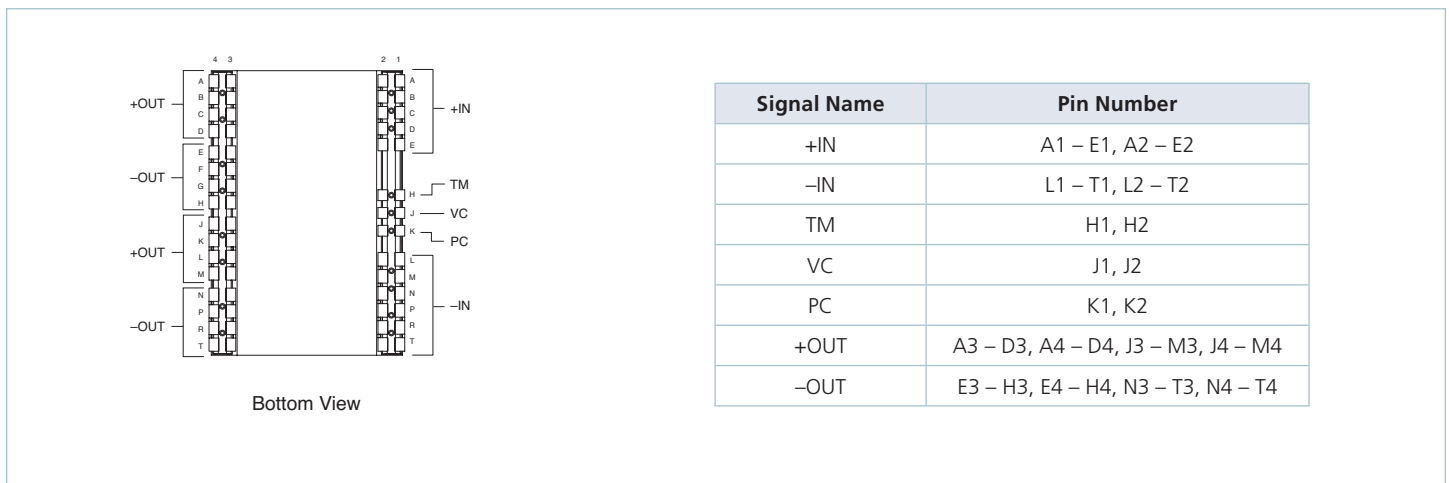 4 3
2 1
A
B
C
D
E
F
G
H
J
K
L
M
N
P
R
T
+OUT
–OUT
+OUT
–OUT
A
B
C
D
E
H
J
K
L
M
N
P
R
T
+IN
TM
VC
PC
–IN
Bottom View
Signal Name Pin Number
+IN A1 – E1, A2 – E2
–IN L1 – T1, L2 – T2
TM H1, H2
VC J1, J2
PC K1, K2
+OUT A3 – D3, A4 – D4, J3 – M3, J4 – M4
–OUT E3 – H3, E4 – H4, N3 – T3, N4 – T4